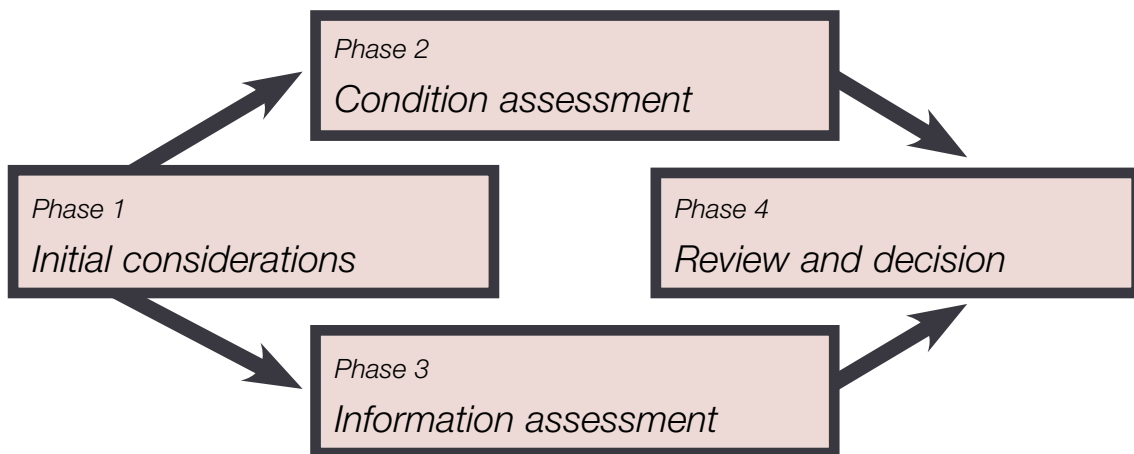 Phase 1
Initial considerations
Phase 2
Condition assessment
Phase 3
Information assessment
Phase 4
Review and decision